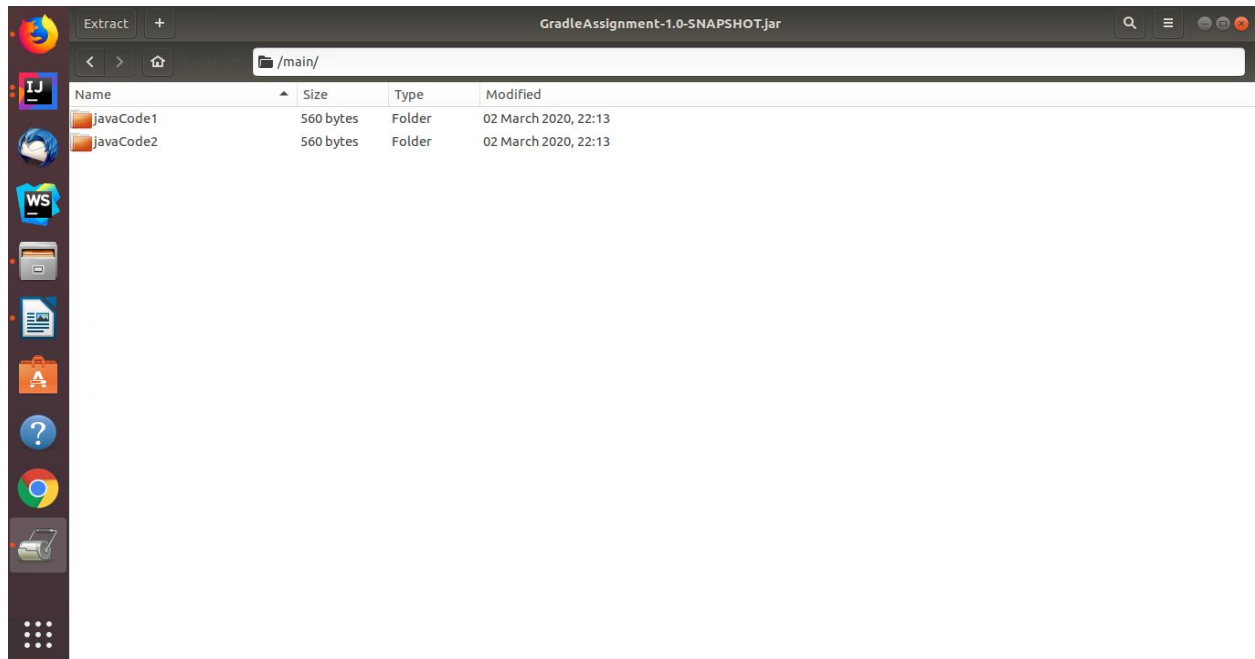 Extract + GradleAssignment-1.0-SNAPSHOT.jar
/main/
IJ
Name Size Type Modified
javaCode1 560 bytes Folder 02 March 2020, 22:13
javaCode2 560 bytes Folder 02 March 2020, 22:13
WS
A
?